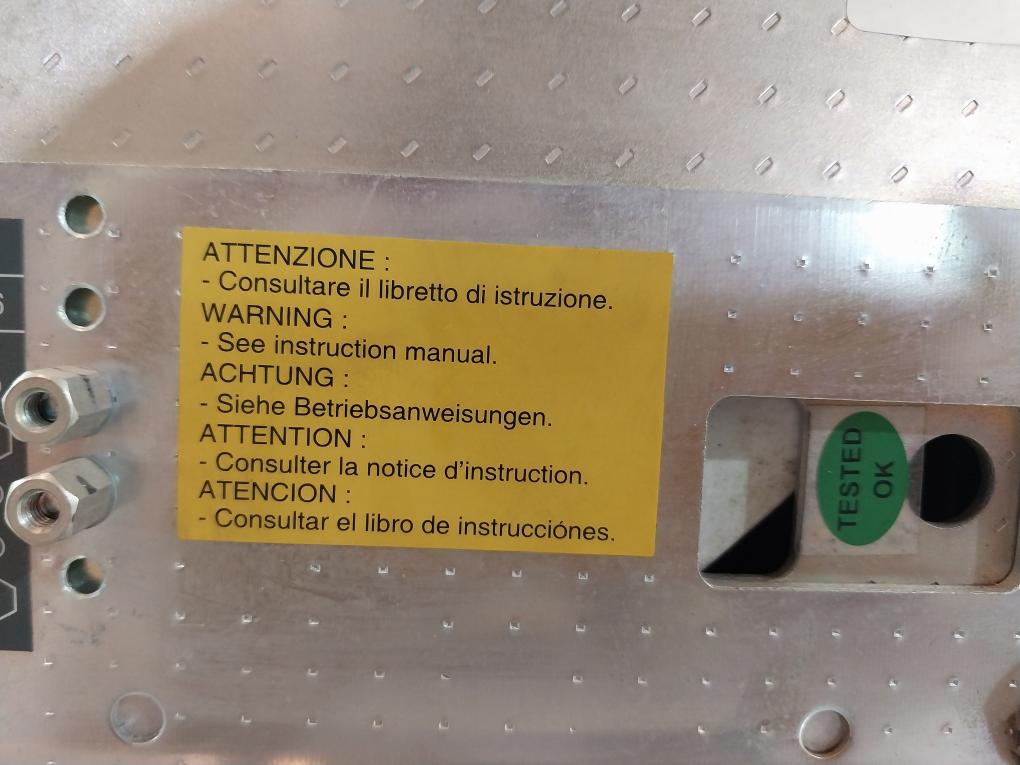 ATTENZIONE :
- Consultare il libretto di istruzione.
WARNING :
- See instruction manual.
ACHTUNG :
- Siehe Betriebsanweisungen.
ATTENTION :
- Consulter la notice d'instruction.
ATENCION :
- Consultar el libro de instrucciónes.
TESTED
OK